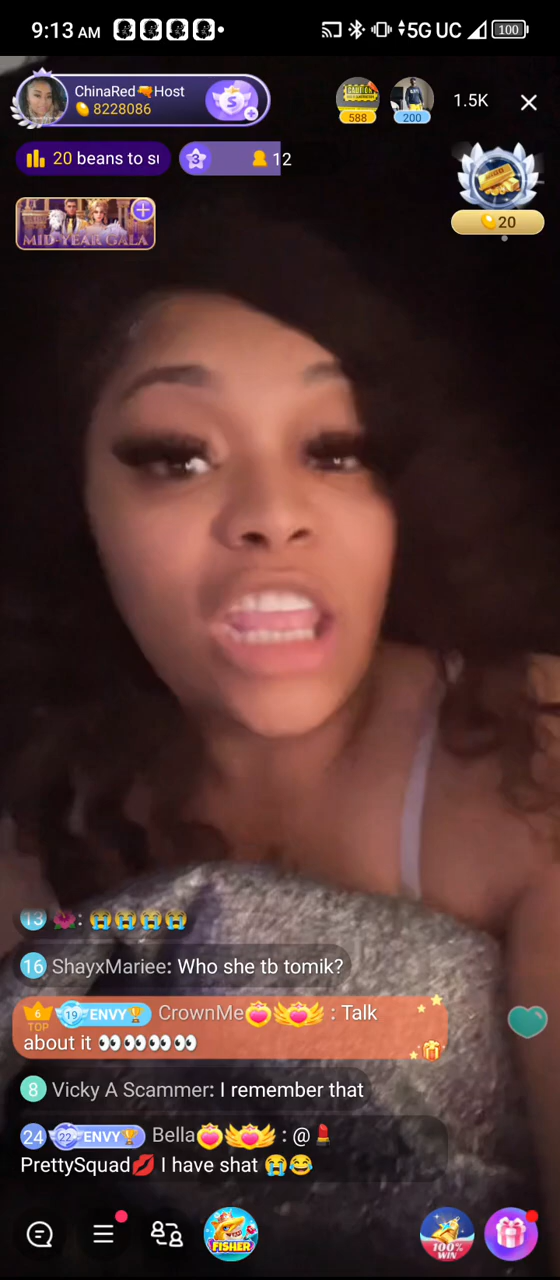 9:13 AM
5G UC 100
ChinaRed🔫Host
8228086
588
200
1.5K
20 beans to su
3
12
20
MID-YEAR GALA
13 🌺: 😭😭😭😭
16 ShayxMariee: Who she tb tomik?
6 TOP 19 ENVY🏆 CrownMe : Talk
about it 👀👀👀👀👀
8 Vicky A Scammer: I remember that
24 22 ENVY🏆 Bella : @💄
PrettySquad💋 I have shat 😭😂
FISHER
100%
WIN